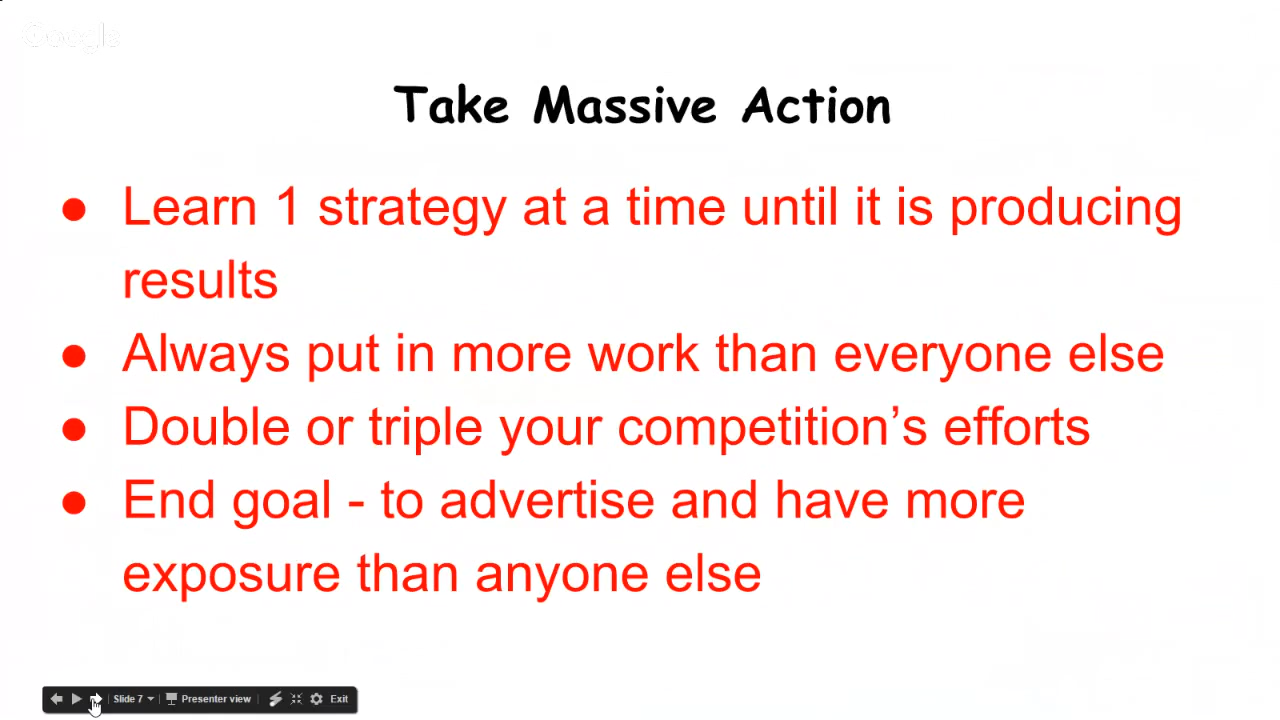 Google
Take Massive Action
● Learn 1 strategy at a time until it is producing
results
● Always put in more work than everyone else
● Double or triple your competition’s efforts
● End goal - to advertise and have more
exposure than anyone else
Slide 7 Presenter view Exit